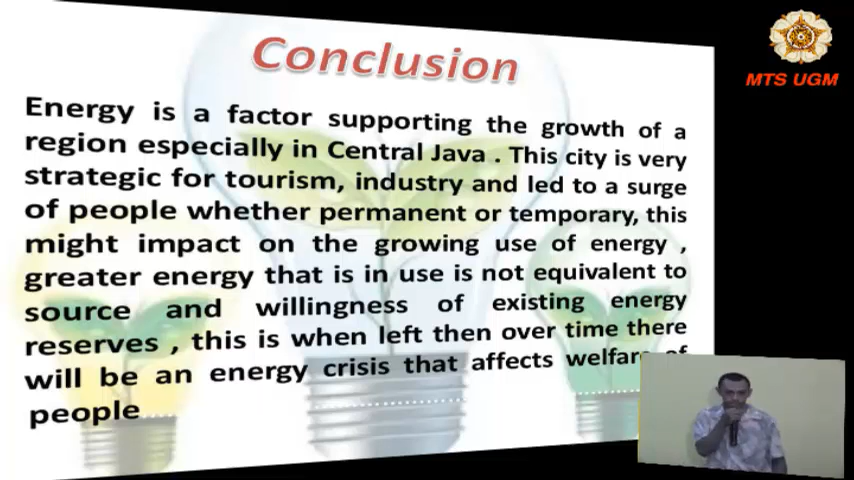 Conclusion
Energy is a factor supporting the growth of a
region especially in Central Java . This city is very
strategic for tourism, industry and led to a surge
of people whether permanent or temporary, this
might impact on the growing use of energy ,
greater energy that is in use is not equivalent to
source and willingness of existing energy
reserves , this is when left then over time there
will be an energy crisis that affects welfare of
people
MTS UGM